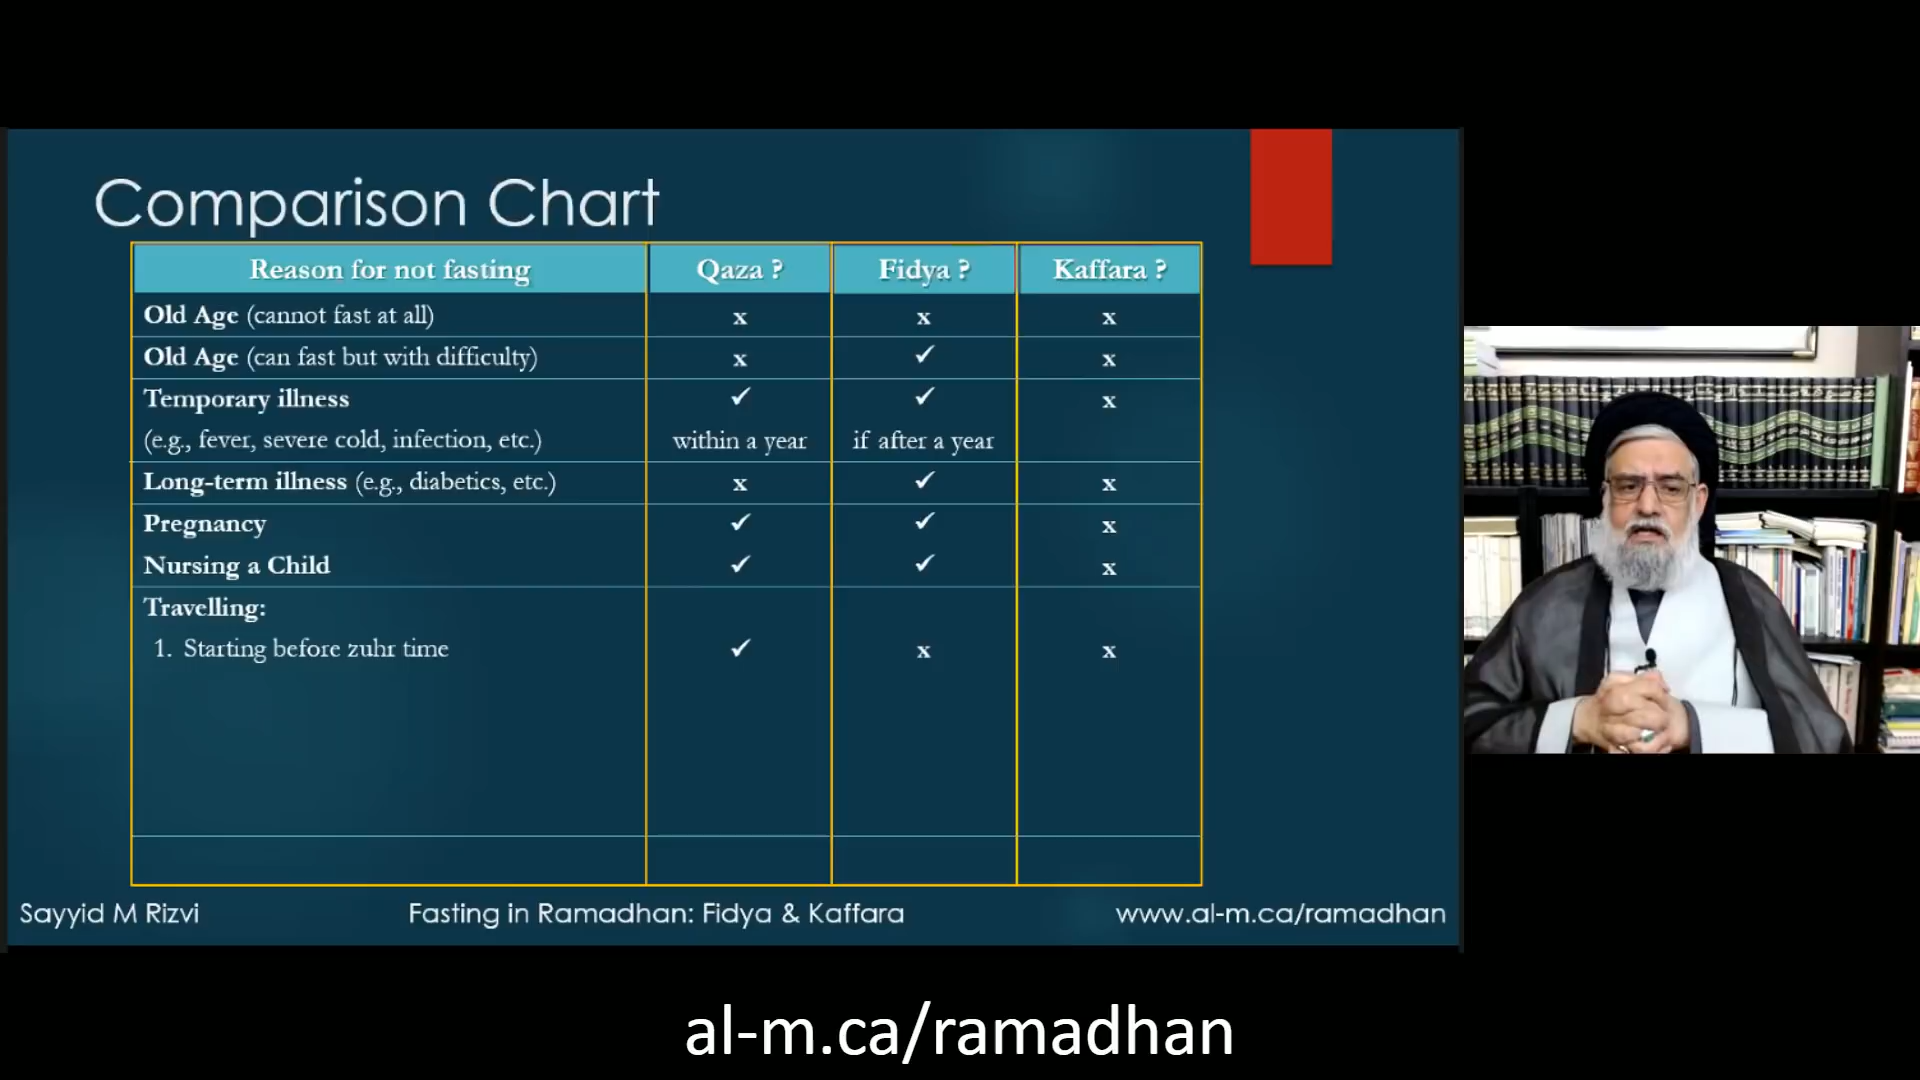 Comparison Chart
Reason for not fasting Qaza ? Fidya ? Kaffara ?
Old Age (cannot fast at all) x x x
Old Age (can fast but with difficulty) x ✓ x
Temporary illness ✓ ✓ x
(e.g., fever, severe cold, infection, etc.) within a year if after a year
Long-term illness (e.g., diabetics, etc.) x ✓ x
Pregnancy ✓ ✓ x
Nursing a Child ✓ ✓ x
Travelling:
1. Starting before zuhr time ✓ x x
Sayyid M Rizvi Fasting in Ramadhan: Fidya & Kaffara www.al-m.ca/ramadhan
al-m.ca/ramadhan